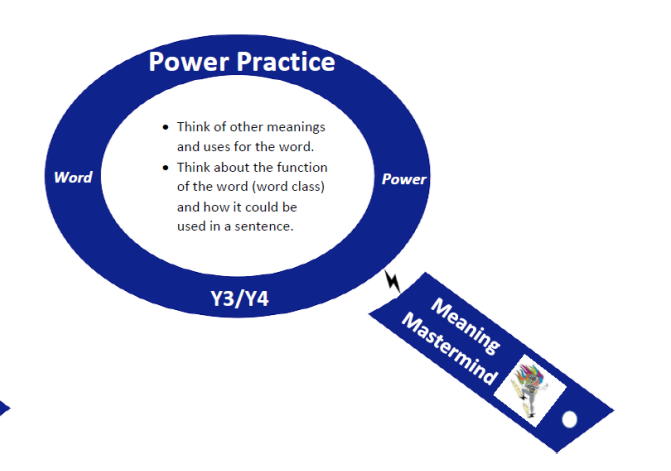 Power Practice
• Think of other meanings
and uses for the word.
• Think about the function
of the word (word class)
and how it could be
used in a sentence.
Word
Power
Y3/Y4
Meaning
Mastermind